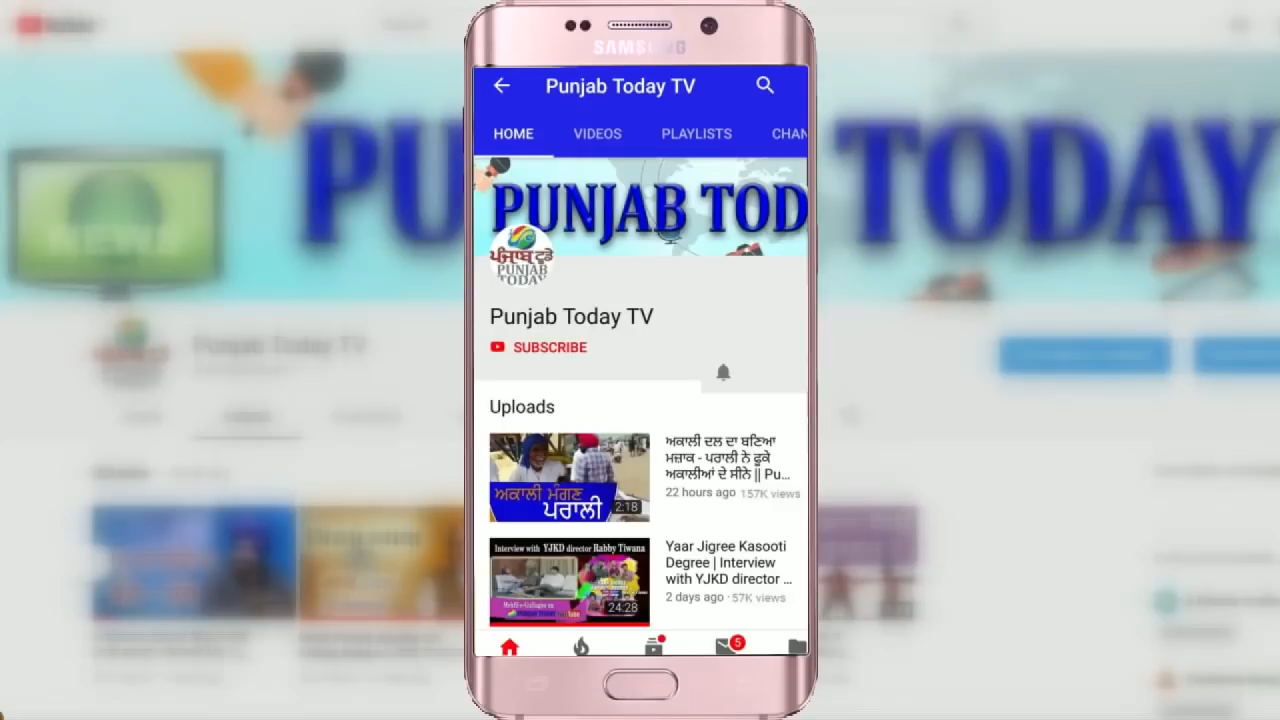 SAMSUNG
Punjab Today TV
HOME VIDEOS PLAYLISTS CHAN
PUNJAB TOD
PU
TODAY
ਪੰਜਾਬ ਟੂਡੇ
PUNJAB
TODAY
Punjab Today TV
SUBSCRIBE
Uploads
ਅਕਾਲੀ ਮੰਗਣ
ਪਰਾਲੀ
2:18
ਅਕਾਲੀ ਦਲ ਦਾ ਬਣਿਆ
ਮਜ਼ਾਕ - ਪਰਾਲੀ ਨੇ ਫੂਕੇ
ਅਕਾਲੀਆਂ ਦੇ ਸੀਨੇ || Pu...
22 hours ago 157K views
Interview with YJKD director Rabby Tiwana
24:28
Yaar Jigree Kasooti
Degree | Interview
with YJKD director ...
2 days ago · 57K views
5